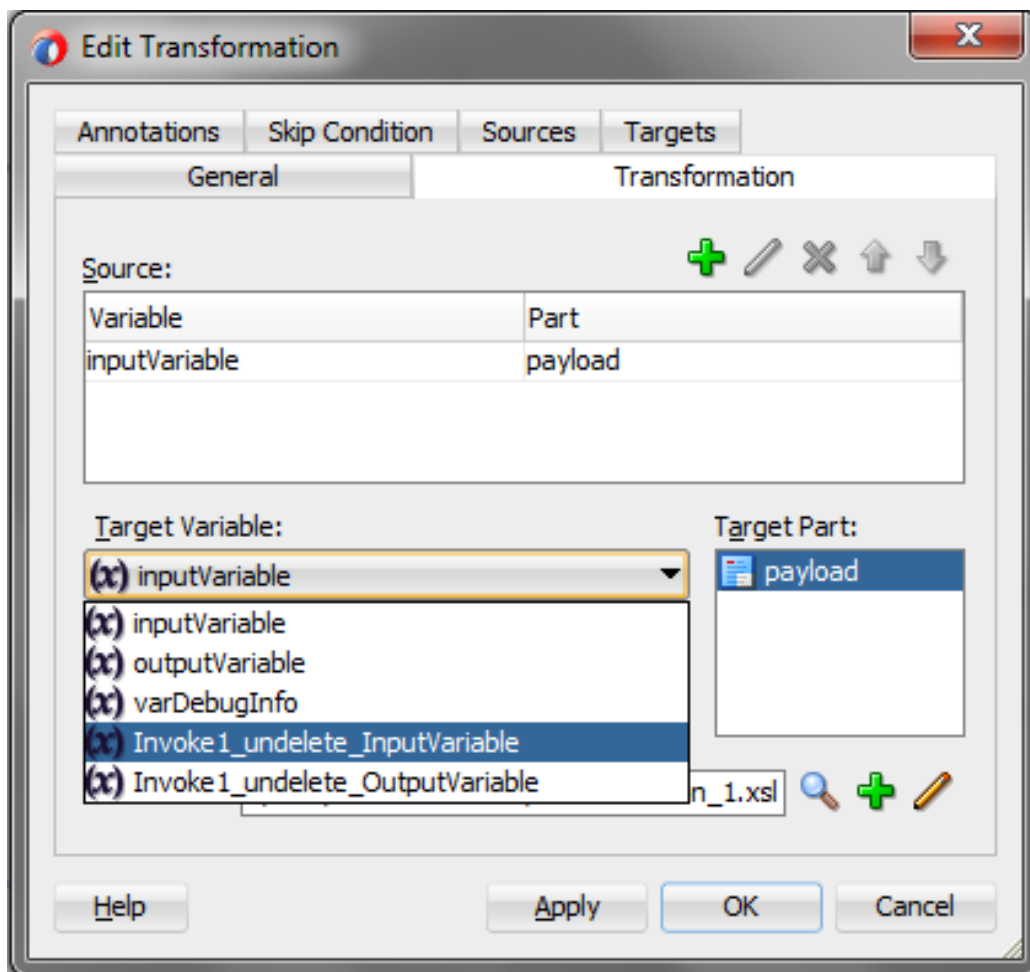 Edit Transformation
Annotations Skip Condition Sources Targets
General Transformation
Source:
Variable Part
inputVariable payload
Target Variable: Target Part:
(x) inputVariable payload
(x) inputVariable
(x) outputVariable
(x) varDebugInfo
(x) Invoke1_undelete_InputVariable
(x) Invoke1_undelete_OutputVariable
n_1.xsl
Help Apply OK Cancel